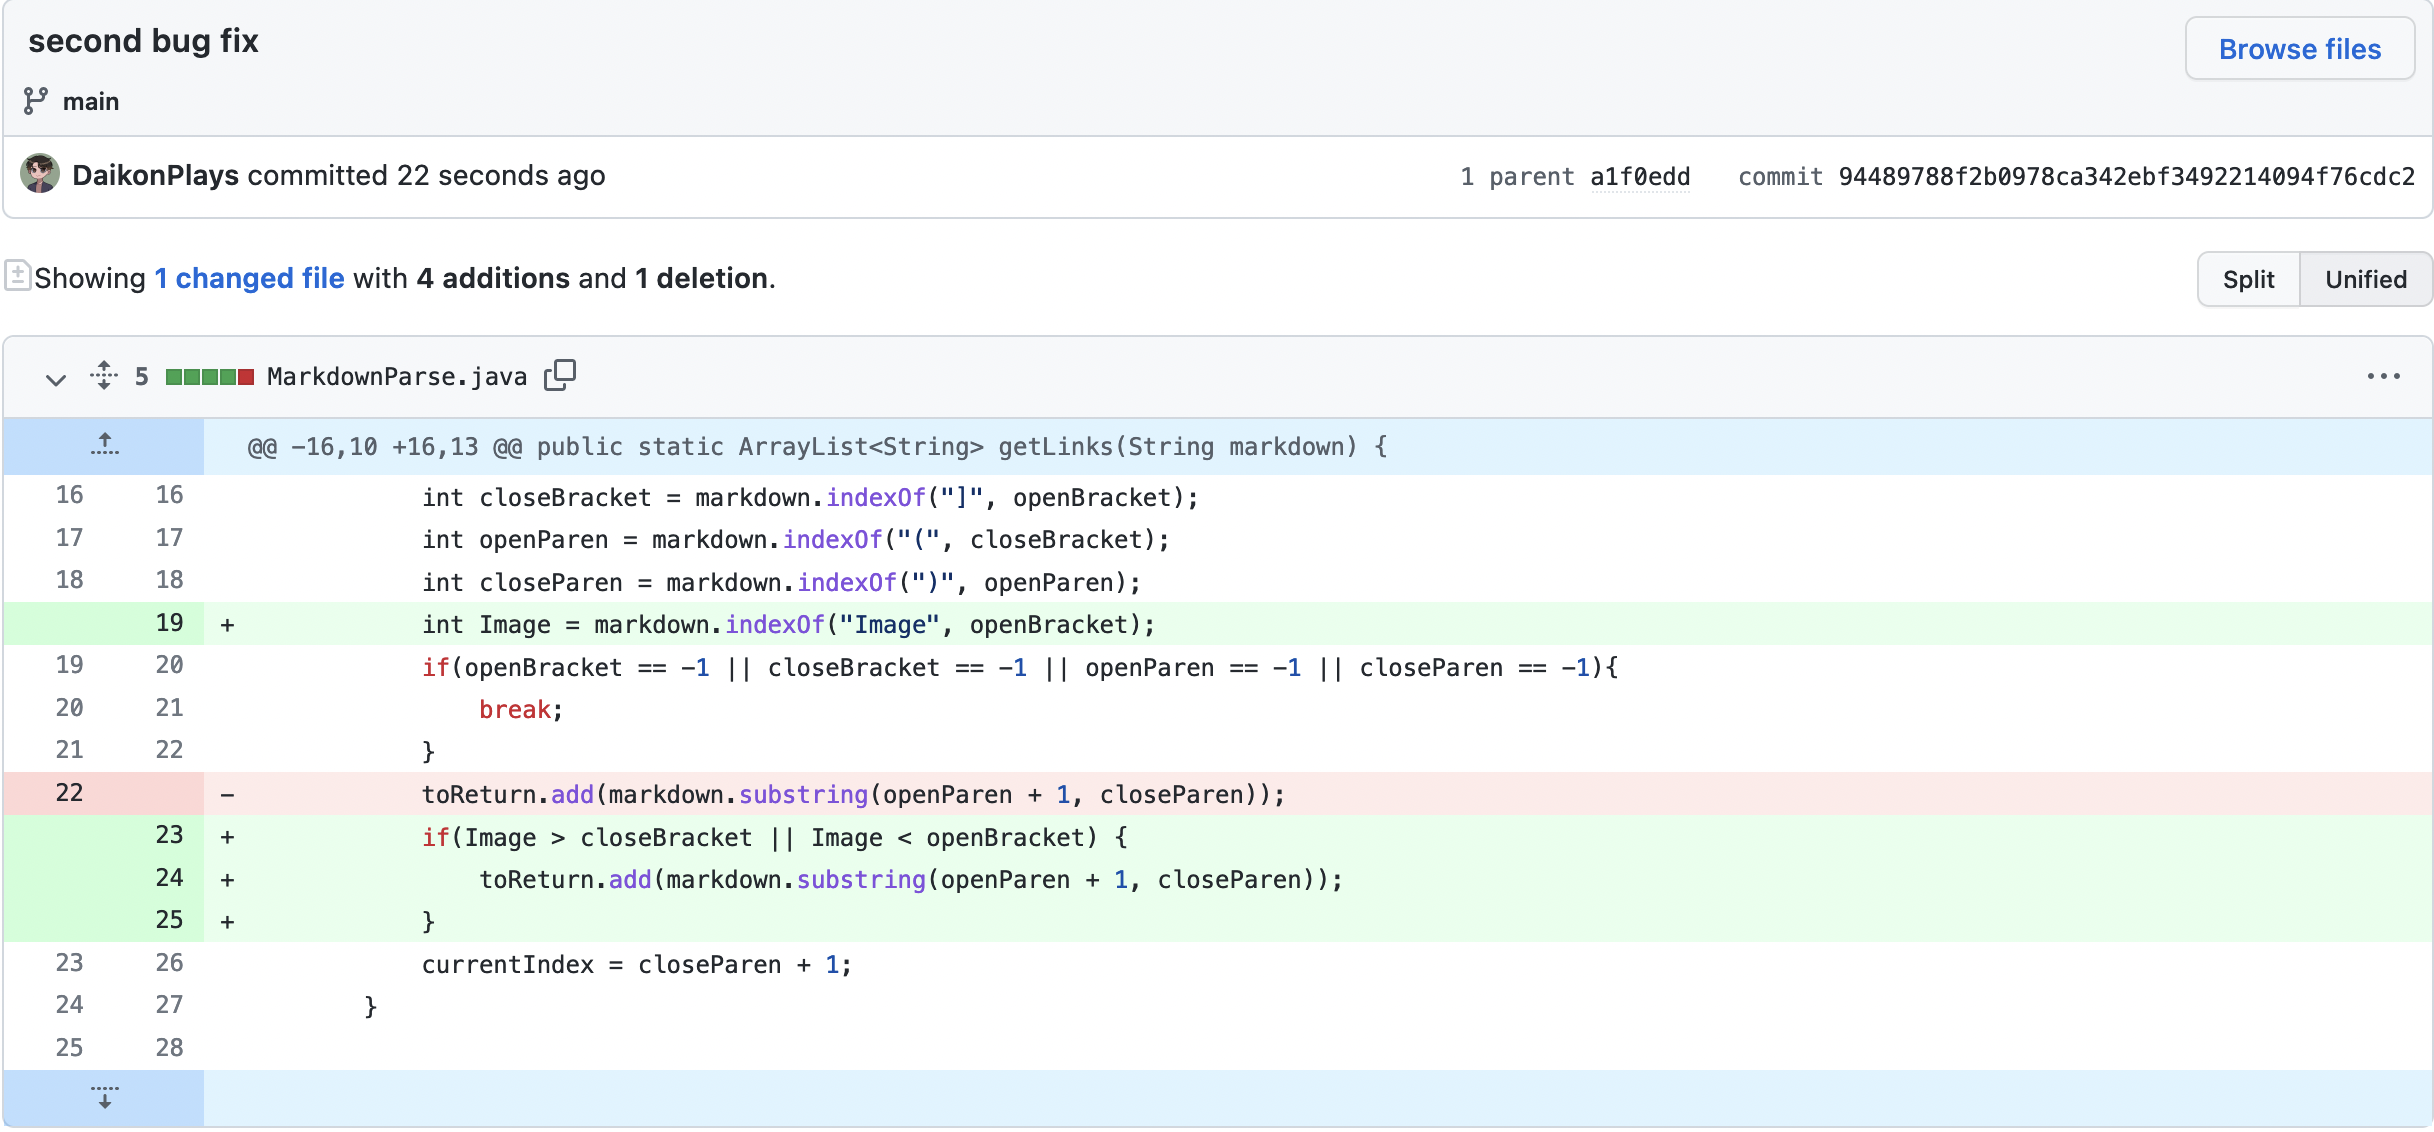 second bug fix
Browse files
main
DaikonPlays committed 22 seconds ago 1 parent a1f0edd commit 94489788f2b0978ca342ebf3492214094f76cdc2
Showing 1 changed file with 4 additions and 1 deletion. Split Unified
5 MarkdownParse.java
@@ -16,10 +16,13 @@ public static ArrayList<String> getLinks(String markdown) {
16 16 int closeBracket = markdown.indexOf("]", openBracket);
17 17 int openParen = markdown.indexOf("(", closeBracket);
18 18 int closeParen = markdown.indexOf(")", openParen);
19 + int Image = markdown.indexOf("Image", openBracket);
19 20 if(openBracket == -1 || closeBracket == -1 || openParen == -1 || closeParen == -1){
20 21 break;
21 22 }
22 - toReturn.add(markdown.substring(openParen + 1, closeParen));
23 + if(Image > closeBracket || Image < openBracket) {
24 + toReturn.add(markdown.substring(openParen + 1, closeParen));
25 + }
23 26 currentIndex = closeParen + 1;
24 27 }
25 28